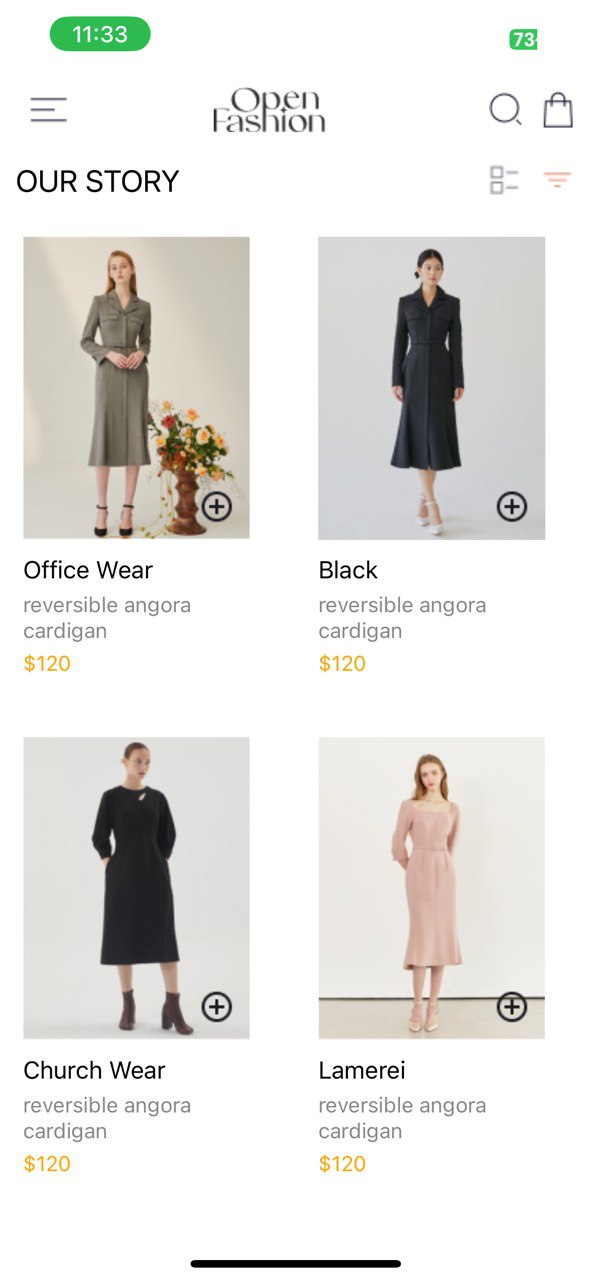 11:33
73
Open
Fashion
OUR STORY
Office Wear
reversible angora
cardigan
$120
Black
reversible angora
cardigan
$120
Church Wear
reversible angora
cardigan
$120
Lamerei
reversible angora
cardigan
$120